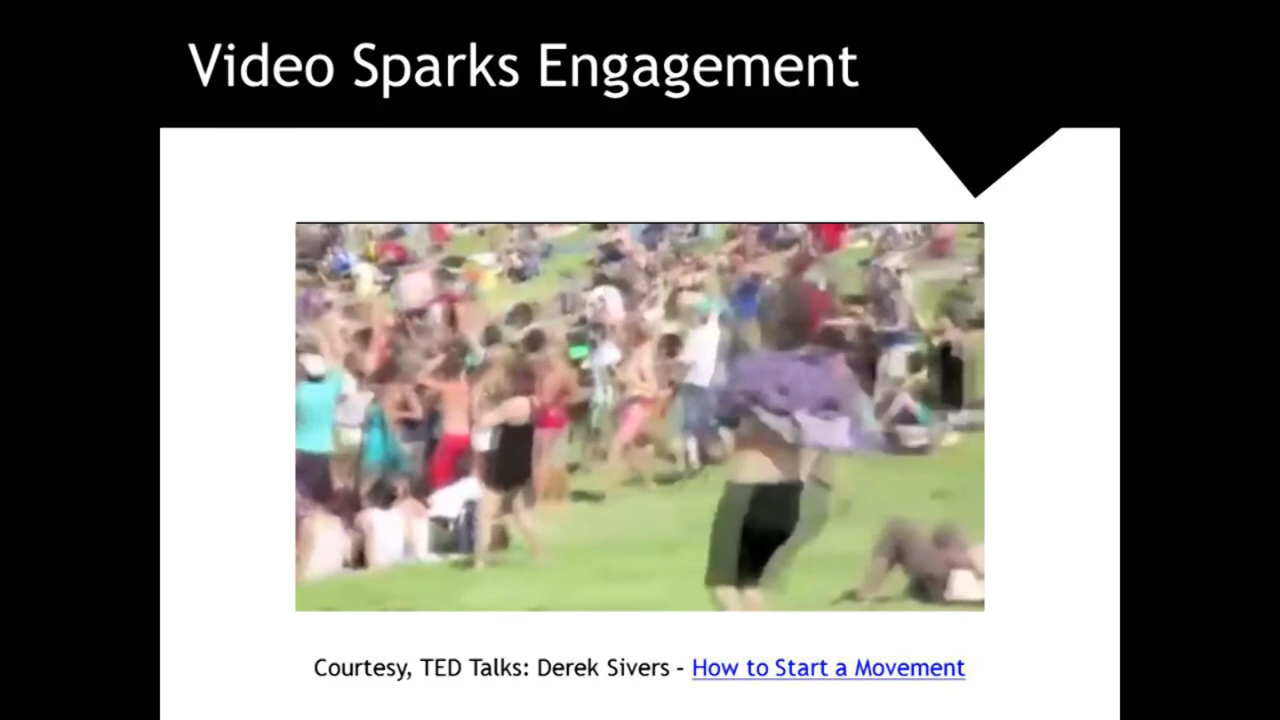 Video Sparks Engagement
Courtesy, TED Talks: Derek Sivers - How to Start a Movement